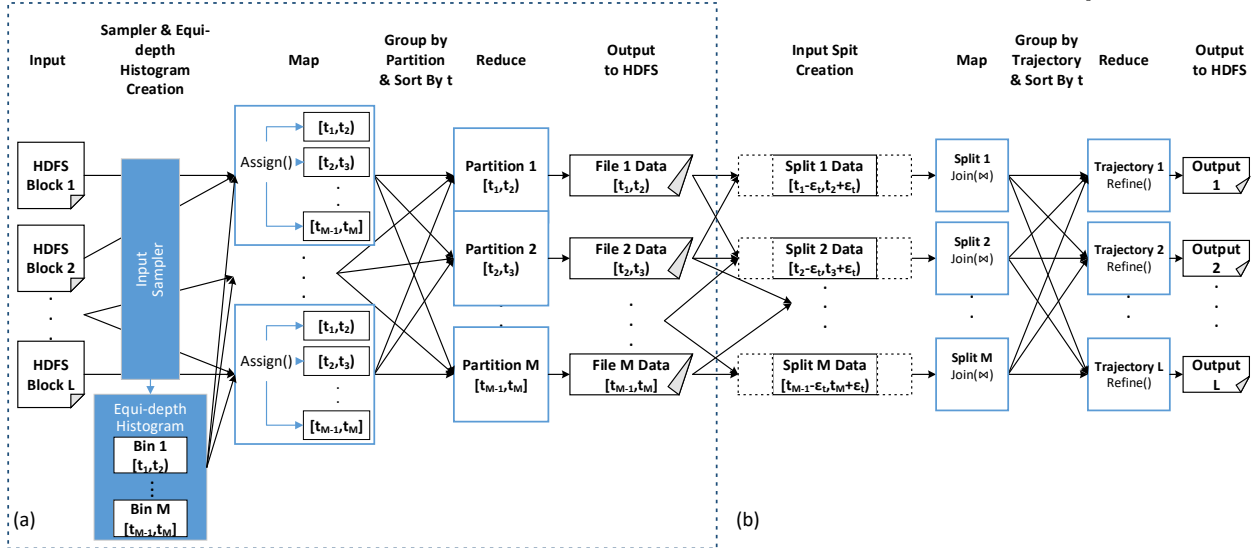 Input
Sampler & Equi-
depth
Histogram
Creation
Map
Group by
Partition
& Sort By t
Reduce
Output
to HDFS
Input Spit
Creation
Map
Group by
Trajectory
& Sort By t
Reduce
Output
to HDFS
HDFS
Block 1
HDFS
Block 2
.
.
.
HDFS
Block L
Input
Sampler
Equi-depth
Histogram
Bin 1
[t₁,t₂)
⋮
Bin M
[tM-1,tM]
Assign()
[t₁,t₂)
[t₂,t₃)
.
.
[tM-1,tM]
.
.
.
Assign()
[t₁,t₂)
[t₂,t₃)
.
.
[tM-1,tM]
Partition 1
[t₁,t₂)
Partition 2
[t₂,t₃)
. . .
Partition M
[tM-1,tM]
File 1 Data
[t₁,t₂)
File 2 Data
[t₂,t₃)
.
.
.
File M Data
[tM-1,tM]
Split 1 Data
[t₁-εt,t₂+εt)
Split 2 Data
[t₂-εt,t₃+εt)
.
.
.
Split M Data
[tM-1-εt,tM+εt)
Split 1
Join(⋈)
Split 2
Join(⋈)
.
.
.
Split M
Join(⋈)
Trajectory 1
Refine()
Trajectory 2
Refine()
.
.
.
Trajectory L
Refine()
Output
1
Output
2
.
.
.
Output
L
(a)
(b)